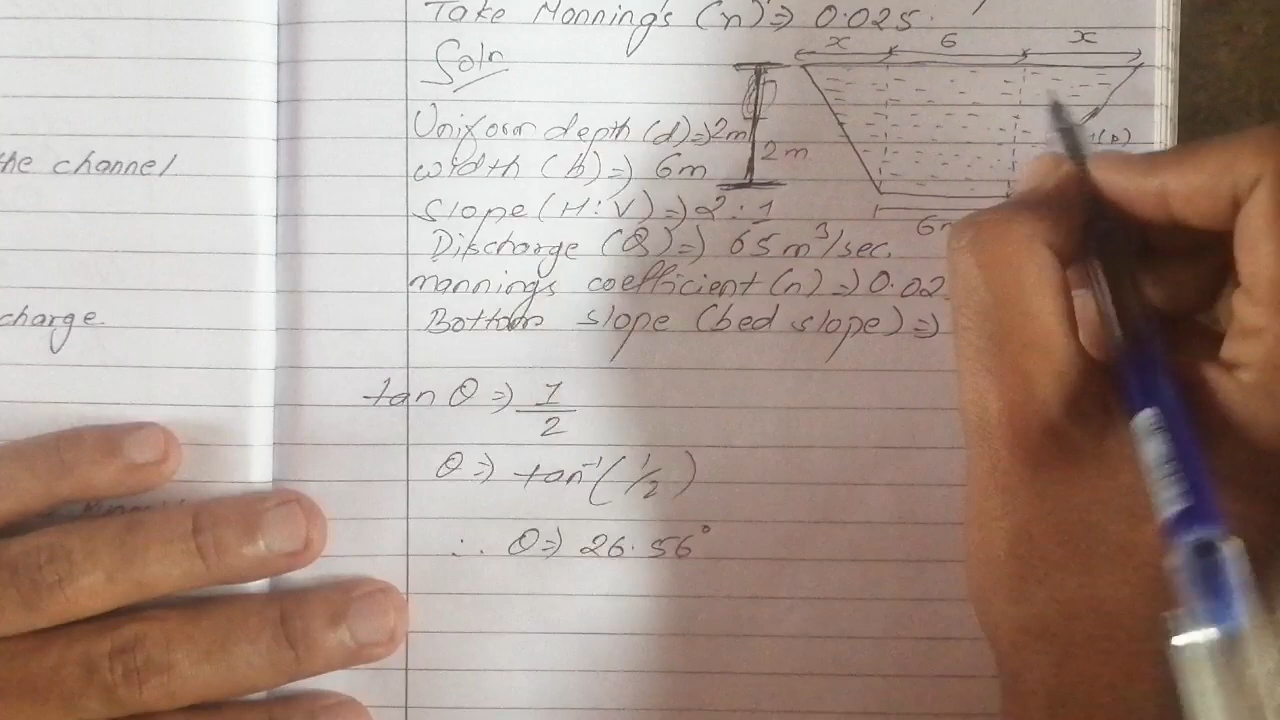 the channel
charge
Take Manning's (n) ⇒ 0.025.
Soln
Uniform depth (d) ⇒ 2m
width (b) ⇒ 6m
Slope (H:V) ⇒ 2:1
Discharge (Q) ⇒ 65 m³/sec.
mannings coefficient (n) ⇒ 0.02
Bottom slope (bed slope) ⇒
x 6 x
2m
6m
tan θ ⇒ 1/2
θ ⇒ tan⁻¹(1/2)
∴ θ ⇒ 26.56°